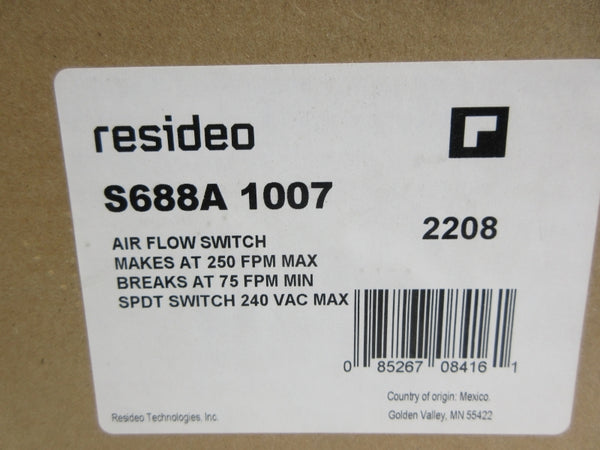 resideo
S688A 1007
2208
AIR FLOW SWITCH
MAKES AT 250 FPM MAX
BREAKS AT 75 FPM MIN
SPDT SWITCH 240 VAC MAX
0 85267 08416 1
Country of origin: Mexico.
Resideo Technologies, Inc.
Golden Valley, MN 55422